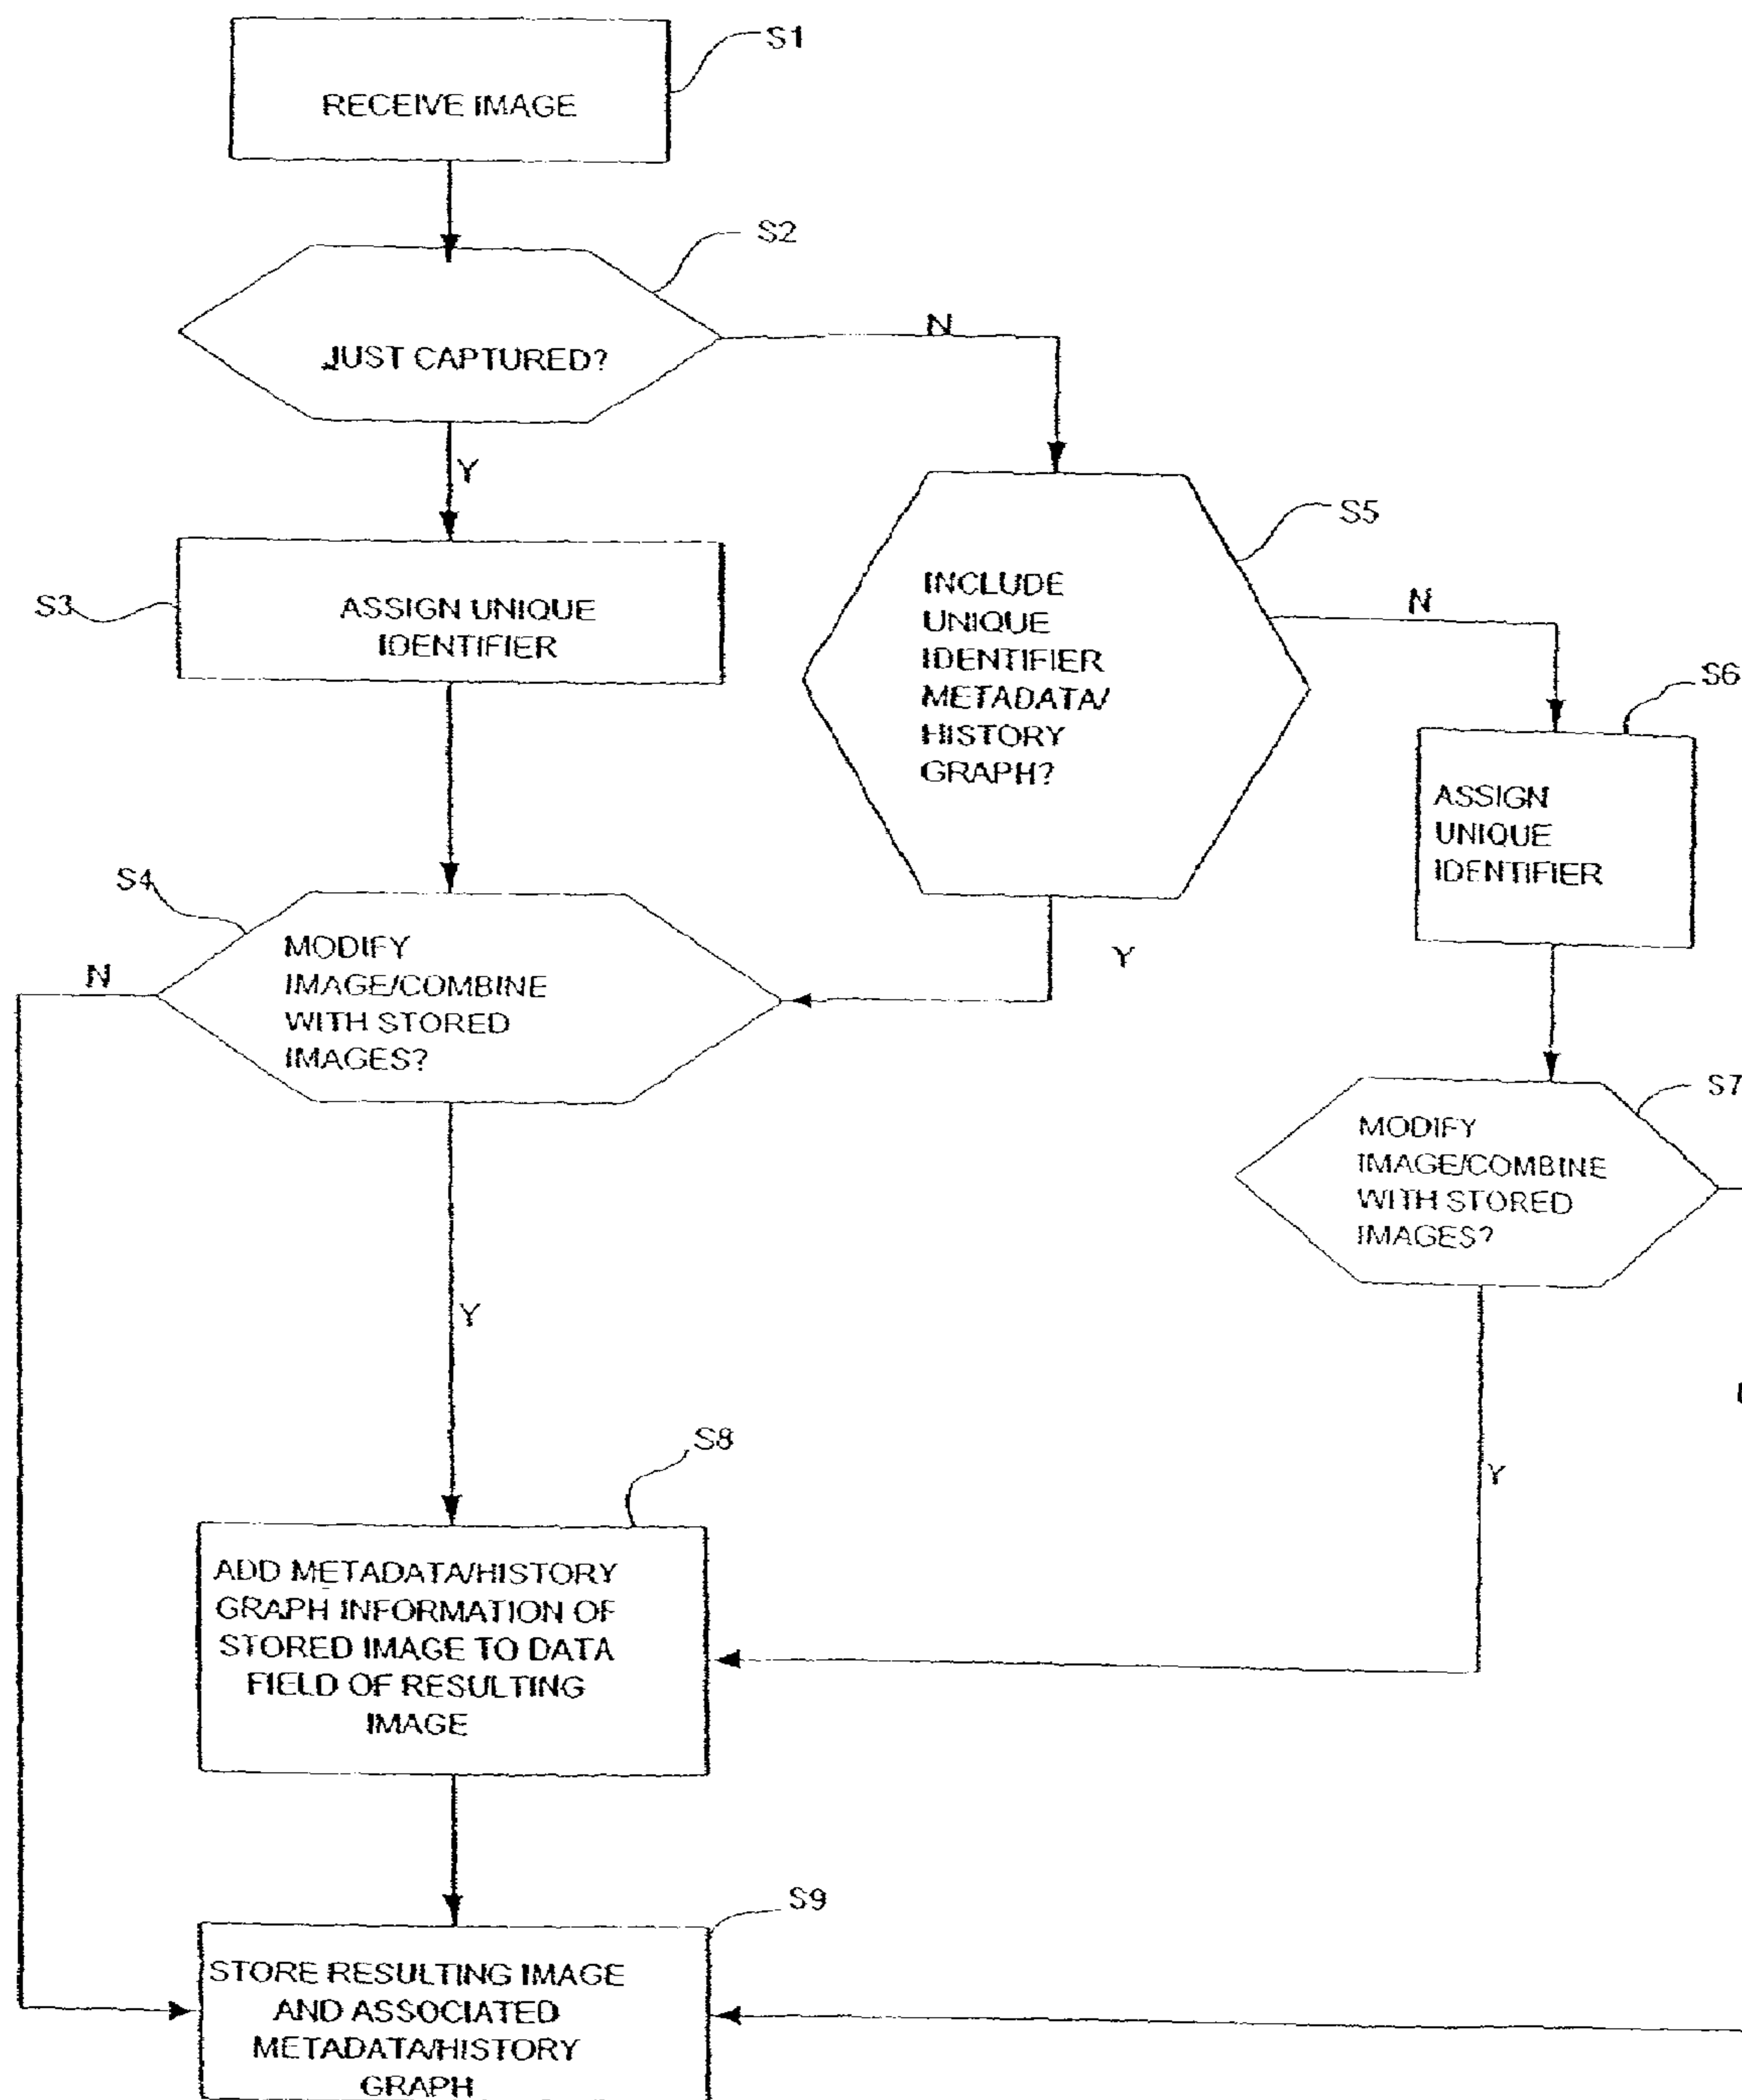 S1
RECEIVE IMAGE
S2
JUST CAPTURED?
N
Y
S3
ASSIGN UNIQUE
IDENTIFIER
S5
INCLUDE
UNIQUE
IDENTIFIER
METADATA/
HISTORY
GRAPH?
N
Y
S6
ASSIGN
UNIQUE
IDENTIFIER
S4
MODIFY
IMAGE/COMBINE
WITH STORED
IMAGES?
N
Y
S7
MODIFY
IMAGE/COMBINE
WITH STORED
IMAGES?
Y
S8
ADD METADATA/HISTORY
GRAPH INFORMATION OF
STORED IMAGE TO DATA
FIELD OF RESULTING
IMAGE
S9
STORE RESULTING IMAGE
AND ASSOCIATED
METADATA/HISTORY
GRAPH